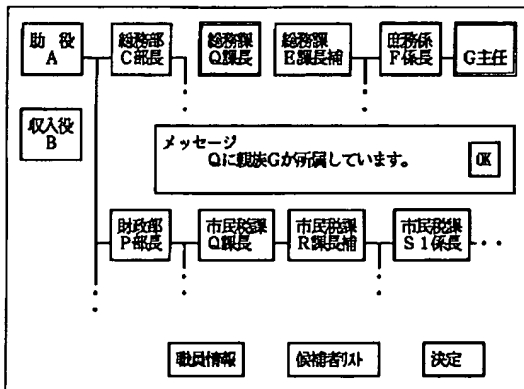 助役
A
総務部
C部長
総務課
Q課長
総務課
E課長補
庶務係
F係長
G主任
収入役
B
メッセージ
Qに親族Gが所属しています。
OK
財政部
P部長
市民税課
Q課長
市民税課
R課長補
市民税課
S1係長
職員情報
候補者リスト
決定